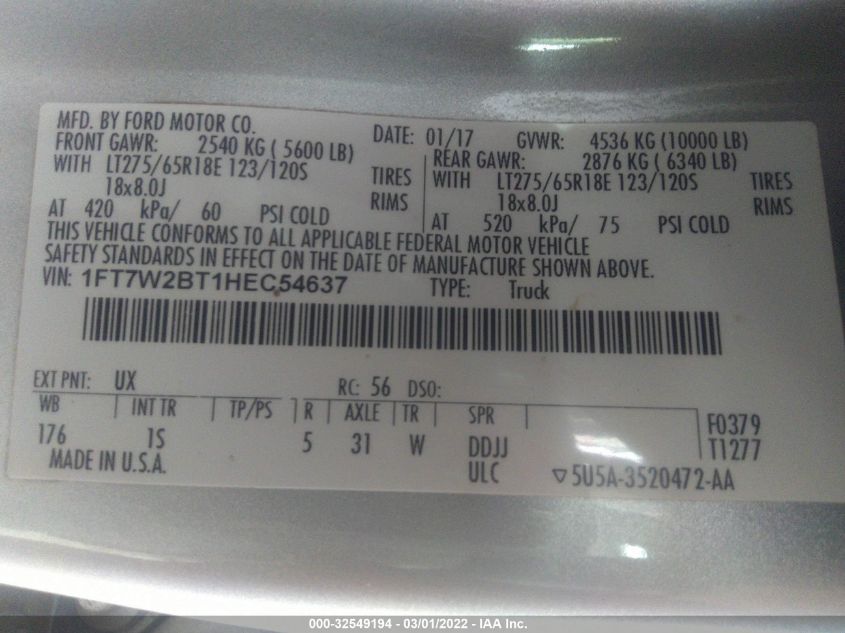 MFD. BY FORD MOTOR CO.
DATE: 01/17 GVWR: 4536 KG (10000 LB)
FRONT GAWR: 2540 KG ( 5600 LB) REAR GAWR: 2876 KG ( 6340 LB)
WITH LT275/65R18E 123/120S TIRES WITH LT275/65R18E 123/120S TIRES
18x8.0J RIMS 18x8.0J RIMS
AT 420 kPa/ 60 PSI COLD AT 520 kPa/ 75 PSI COLD
THIS VEHICLE CONFORMS TO ALL APPLICABLE FEDERAL MOTOR VEHICLE
SAFETY STANDARDS IN EFFECT ON THE DATE OF MANUFACTURE SHOWN ABOVE.
VIN: 1FT7W2BT1HEC54637 TYPE: Truck
EXT PNT: UX RC: 56 DSO:
WB INT TR TP/PS R AXLE TR SPR F0379
176 1S 5 31 W DDJJ T1277
MADE IN U.S.A. ULC ▽5U5A-3520472-AA
000-32549194 - 03/01/2022 - IAA Inc.